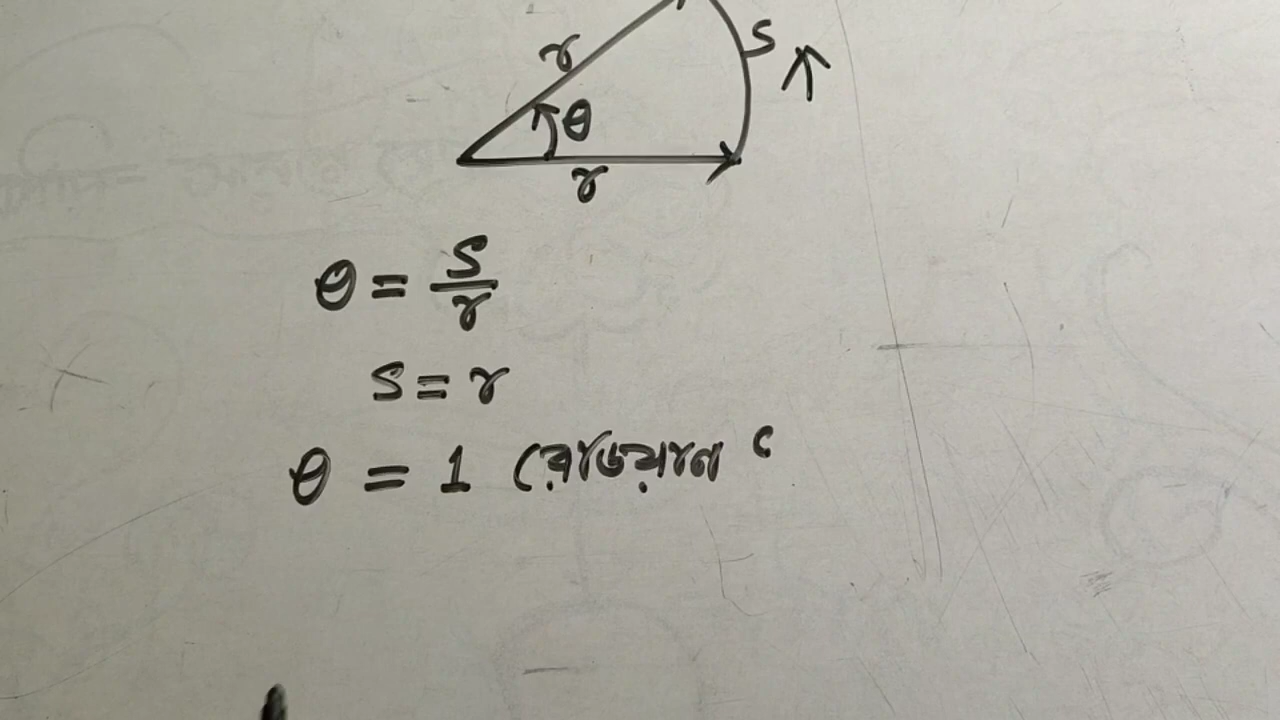 r
S
θ
r
θ = S/r
S = r
θ = 1 রেডিয়ান c